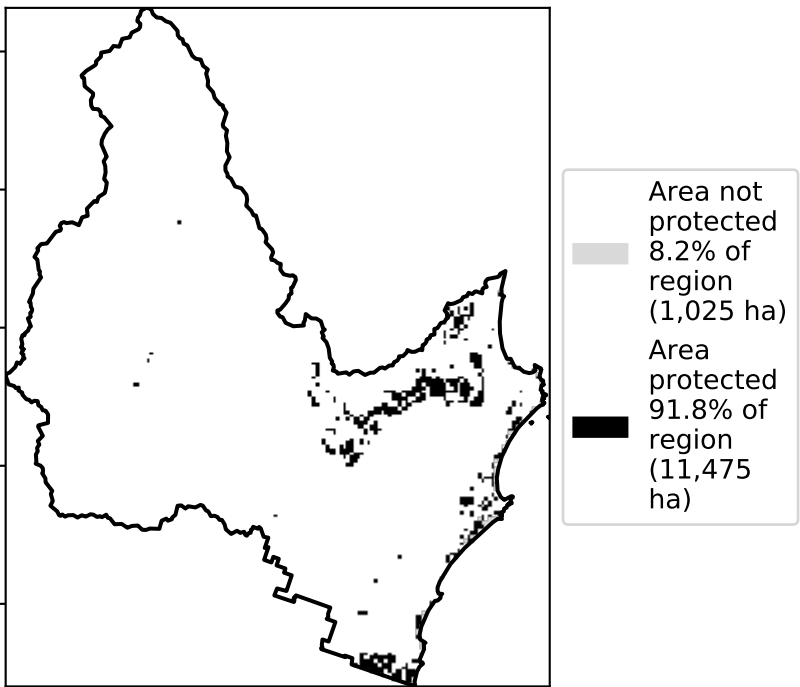 Area not
protected
8.2% of
region
(1,025 ha)
Area
protected
91.8% of
region
(11,475
ha)